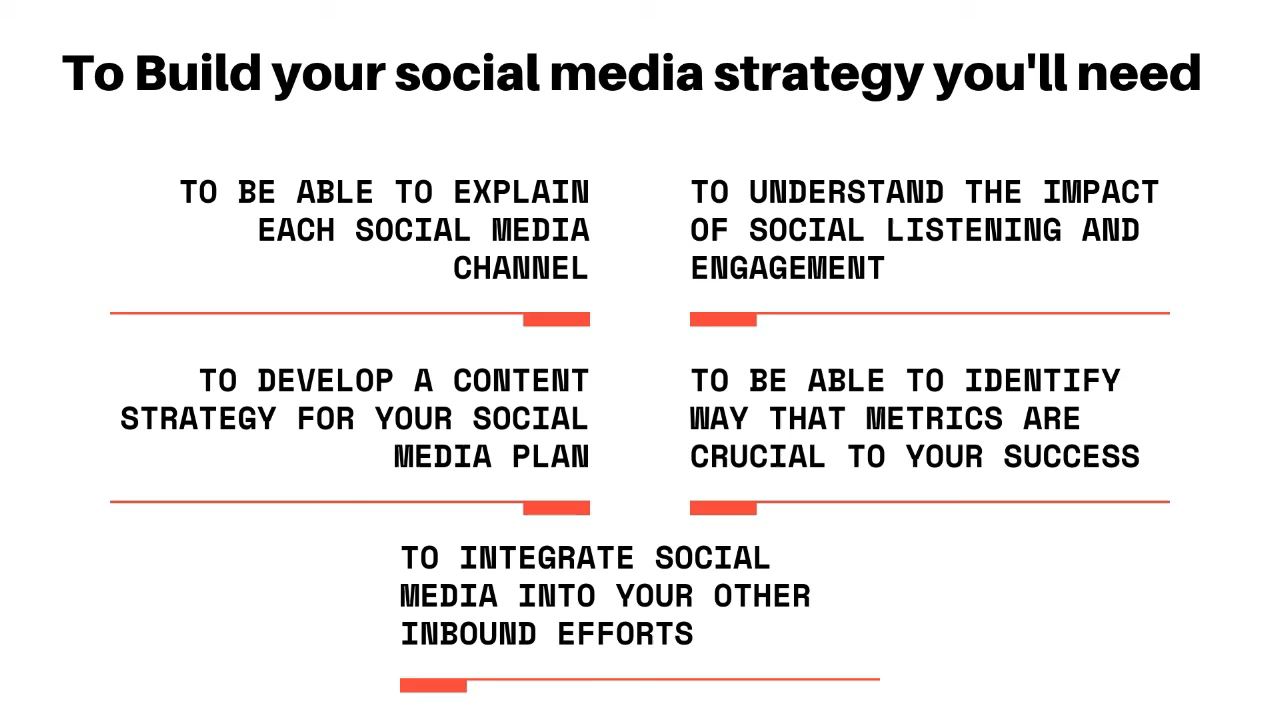 To Build your social media strategy you'll need
TO BE ABLE TO EXPLAIN
EACH SOCIAL MEDIA
CHANNEL
TO UNDERSTAND THE IMPACT
OF SOCIAL LISTENING AND
ENGAGEMENT
TO DEVELOP A CONTENT
STRATEGY FOR YOUR SOCIAL
MEDIA PLAN
TO BE ABLE TO IDENTIFY
WAY THAT METRICS ARE
CRUCIAL TO YOUR SUCCESS
TO INTEGRATE SOCIAL
MEDIA INTO YOUR OTHER
INBOUND EFFORTS